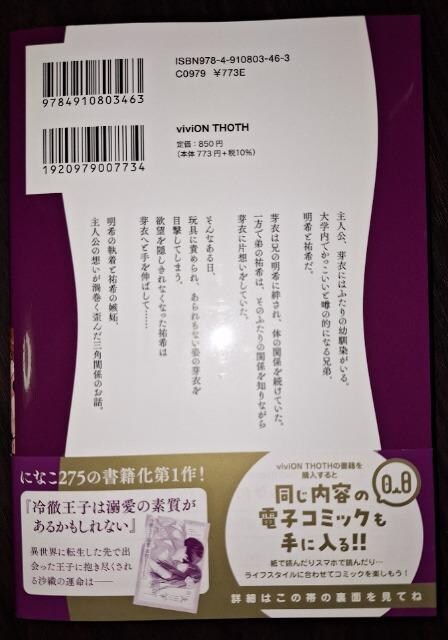 ISBN978-4-910803-46-3
C0979 ¥773E
9784910803463
viviON THOTH
定価：850円
(本体 773円+税10%)
1920979007734
主人公、芽衣にはふたりの幼馴染がいる。
大学内でかっこいいと噂の的になる兄弟、
明希と祐希だ。
芽衣は兄の明希に絆され、体の関係を続けていた。
一方で弟の祐希は、そのふたりの関係を知りながら
芽衣に片想いをしていた。
そんなある日、
玩具に責められ、あられもない姿の芽衣を
目撃してしまう。
欲望を隠しきれなくなった祐希は
芽衣へと手を伸ばして……
明希の執着と祐希の嫉妬、
主人公の想いが渦巻く歪んだ三角関係のお話。
になこ275の書籍化第1作！
『冷徹王子は溺愛の素質が
あるかもしれない』
異世界に転生した先で出
会った王子に抱き尽くされ
る沙織の運命は──
viviON THOTHの書籍を
購入すると
同じ内容の
電子コミックも
手に入る!!
紙で読んだりスマホで読んだり…
ライフスタイルに合わせてコミックを楽しもう！
詳細はこの帯の裏面を見てね